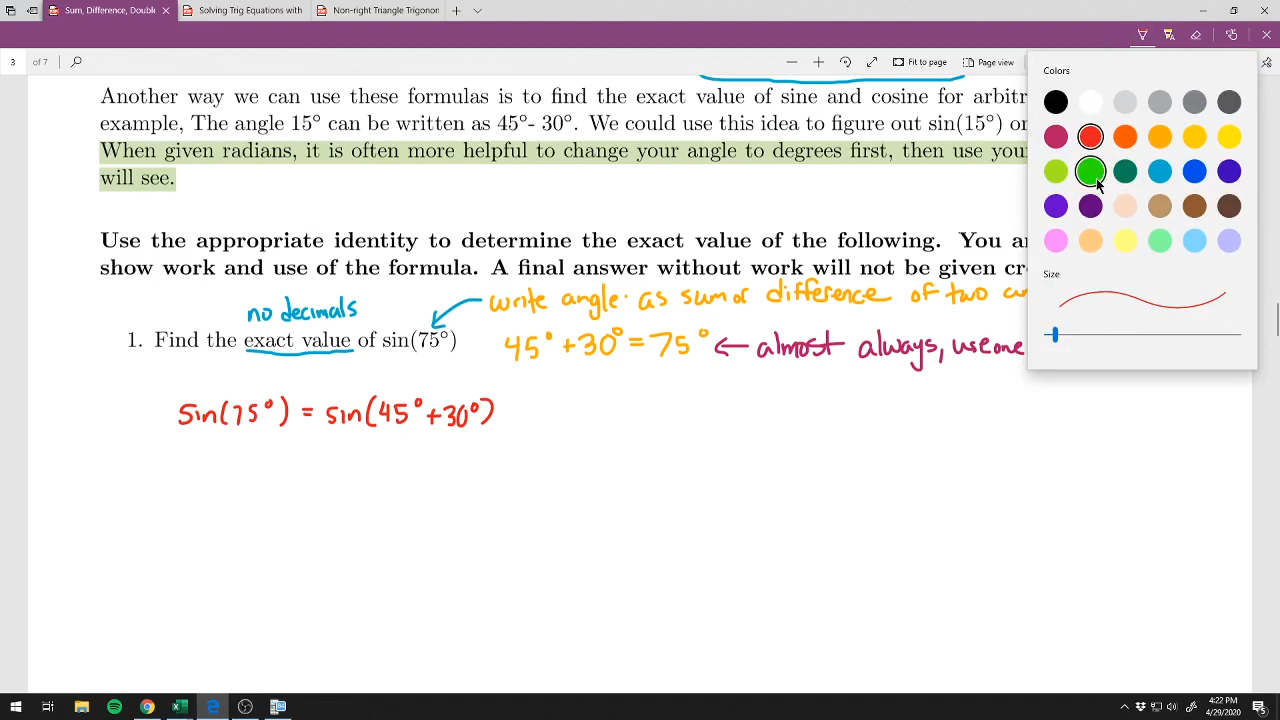 Sum, Difference, Doubl
Solving Trig Equations with
Non-right Triangle Trigonom
3 of 7 Fit to page Page view
Another way we can use these formulas is to find the exact value of sine and cosine for arbitr
example, The angle 15° can be written as 45°- 30°. We could use this idea to figure out sin(15°) or
When given radians, it is often more helpful to change your angle to degrees first, then use your
will see.
Use the appropriate identity to determine the exact value of the following. You ar
show work and use of the formula. A final answer without work will not be given cre
write angle as sum or difference of two an
no decimals
1. Find the exact value of sin(75°)
45° + 30° = 75° ← almost always, use one
sin(75°) = sin(45° + 30°)
Colors
Size
4:22 PM
4/29/2020
5